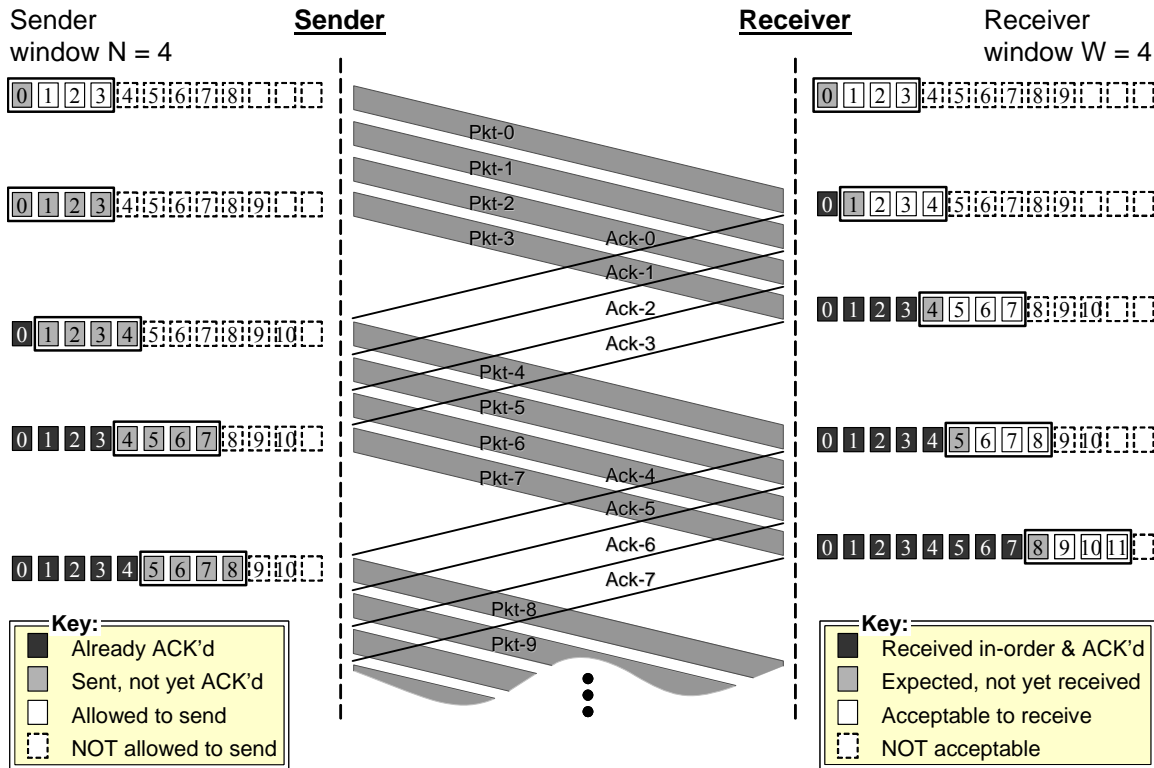 Sender
window N = 4
Sender
Receiver
Receiver
window W = 4
0 1 2 3 4 5 6 7 8
0 1 2 3 4 5 6 7 8 9
0 1 2 3 4 5 6 7 8 9
0 1 2 3 4 5 6 7 8 9
0 1 2 3 4 5 6 7 8 9 10
0 1 2 3 4 5 6 7 8 9 10
0 1 2 3 4 5 6 7 8 9 10
0 1 2 3 4 5 6 7 8 9 10
0 1 2 3 4 5 6 7 8 9 10
0 1 2 3 4 5 6 7 8 9 10 11
Pkt-0
Pkt-1
Pkt-2
Pkt-3
Ack-0
Ack-1
Ack-2
Ack-3
Pkt-4
Pkt-5
Pkt-6
Pkt-7
Ack-4
Ack-5
Ack-6
Ack-7
Pkt-8
Pkt-9
Key:
Already ACK’d
Sent, not yet ACK’d
Allowed to send
NOT allowed to send
Key:
Received in-order & ACK’d
Expected, not yet received
Acceptable to receive
NOT acceptable